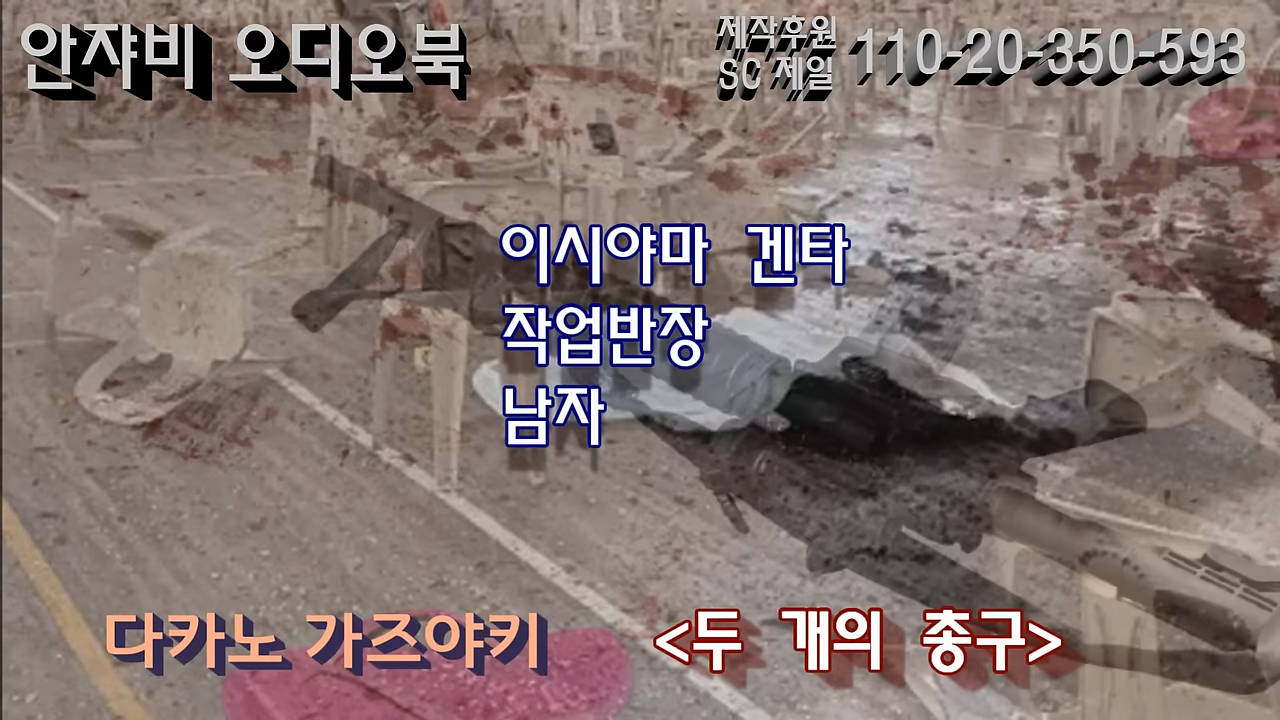 안쟈비 오디오북
제작후원
SC 제일
110-20-350-593
이시야마 겐타
작업반장
남자
다카노 가즈야키
<두 개의 총구>